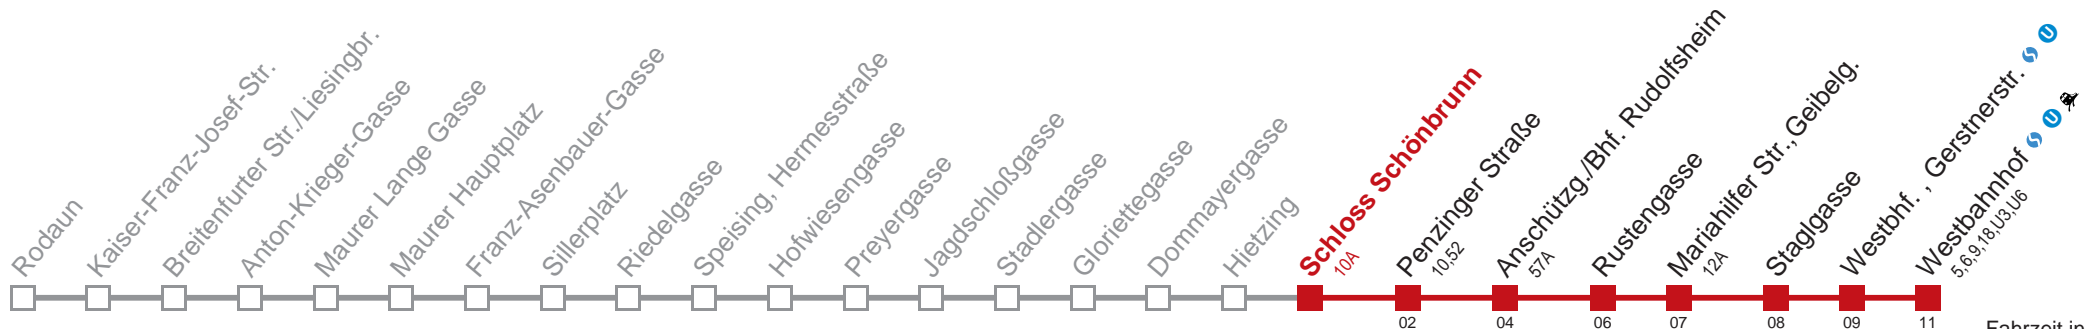 Rodaun
Kaiser-Franz-Josef-Str.
Breitenfurter Str./Liesingbr.
Anton-Krieger-Gasse
Maurer Lange Gasse
Maurer Hauptplatz
Franz-Asenbauer-Gasse
Sillerplatz
Riedelgasse
Speising, Hermesstraße
Hofwiesengasse
Preyergasse
Jagdschloßgasse
Stadlergasse
Gloriettegasse
Dommayergasse
Hietzing
Schloss Schönbrunn
10A
Penzinger Straße
10,52
Anschützg./Bhf. Rudolfsheim
57A
Rustengasse
Mariahilfer Str., Geibelg.
12A
Staglgasse
Westbhf. , Gerstnerstr. S U
Westbahnhof S U
5,6,9,18,U3,U6
02 04 06 07 08 09 11
Fahrzeit in